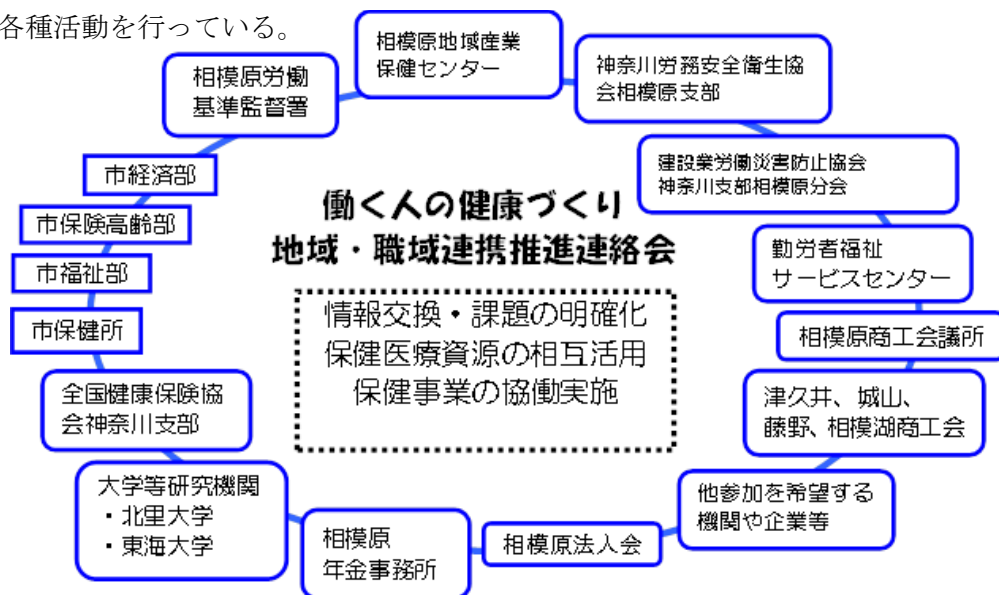 各種活動を行っている。
相模原地域産業
保健センター
神奈川労務安全衛生協
会相模原支部
建設業労働災害防止協会
神奈川支部相模原分会
勤労者福祉
サービスセンター
相模原商工会議所
津久井、城山、
藤野、相模湖商工会
他参加を希望する
機関や企業等
相模原法人会
相模原
年金事務所
大学等研究機関
・北里大学
・東海大学
全国健康保険協
会神奈川支部
市保健所
市福祉部
市保険高齢部
市経済部
相模原労働
基準監督署
働く人の健康づくり
地域・職域連携推進連絡会
情報交換・課題の明確化
保健医療資源の相互活用
保健事業の協働実施